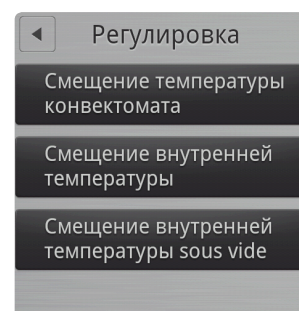 Регулировка
Смещение температуры
конвектомата
Смещение внутренней
температуры
Смещение внутренней
температуры sous vide